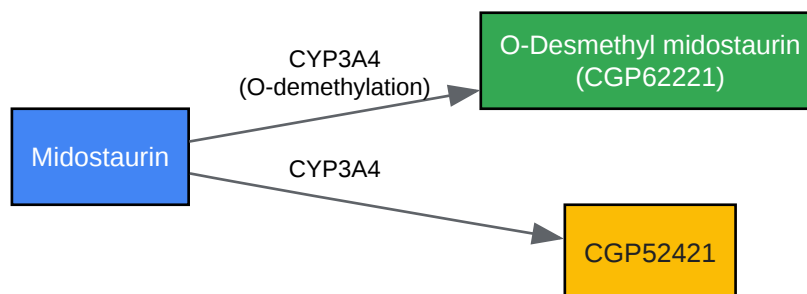 CYP3A4
(O-demethylation)
O-Desmethyl midostaurin
(CGP62221)
Midostaurin
CYP3A4
CGP52421